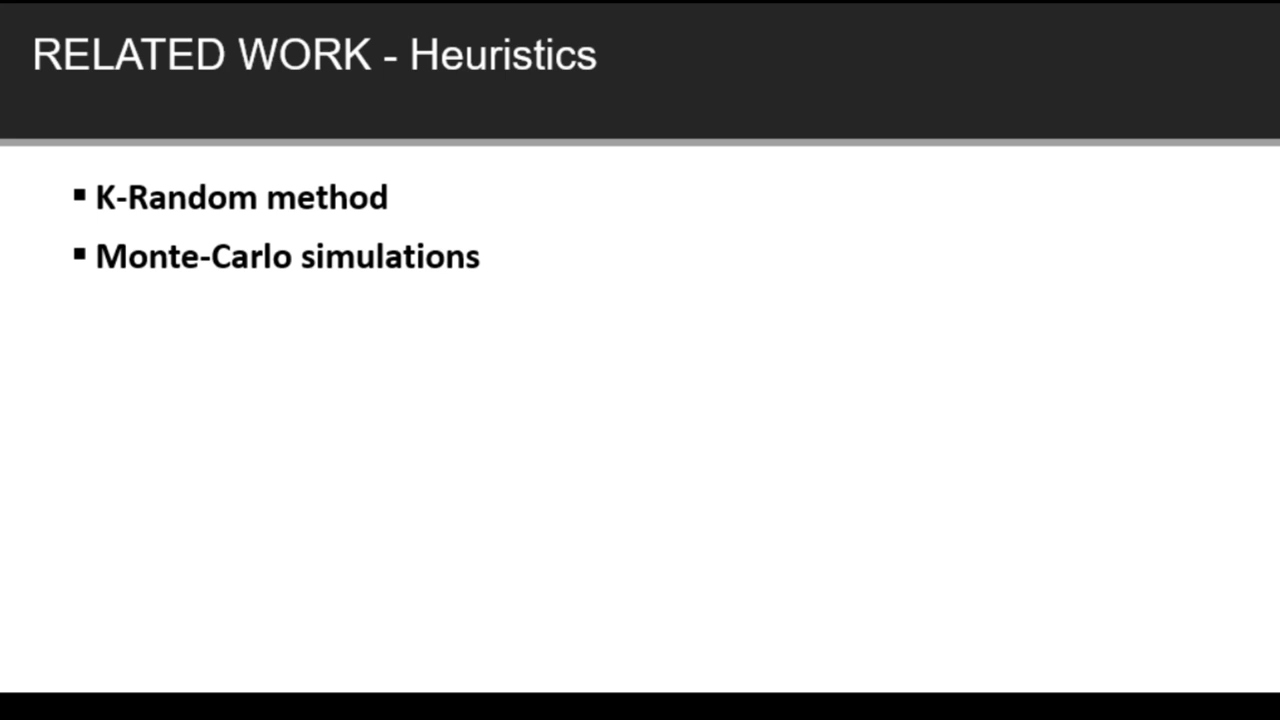 RELATED WORK - Heuristics
▪ K-Random method
▪ Monte-Carlo simulations